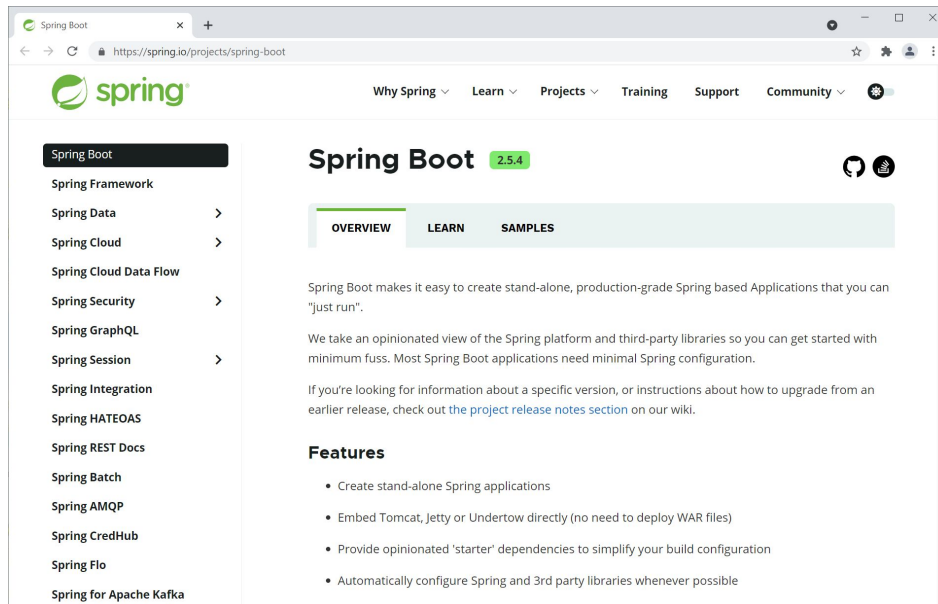 Spring Boot
https://spring.io/projects/spring-boot
spring
Why Spring
Learn
Projects
Training
Support
Community
Spring Boot
Spring Framework
Spring Data
Spring Cloud
Spring Cloud Data Flow
Spring Security
Spring GraphQL
Spring Session
Spring Integration
Spring HATEOAS
Spring REST Docs
Spring Batch
Spring AMQP
Spring CredHub
Spring Flo
Spring for Apache Kafka
Spring Boot 2.5.4
OVERVIEW
LEARN
SAMPLES
Spring Boot makes it easy to create stand-alone, production-grade Spring based Applications that you can
"just run".
We take an opinionated view of the Spring platform and third-party libraries so you can get started with
minimum fuss. Most Spring Boot applications need minimal Spring configuration.
If you're looking for information about a specific version, or instructions about how to upgrade from an
earlier release, check out the project release notes section on our wiki.
Features
• Create stand-alone Spring applications
• Embed Tomcat, Jetty or Undertow directly (no need to deploy WAR files)
• Provide opinionated 'starter' dependencies to simplify your build configuration
• Automatically configure Spring and 3rd party libraries whenever possible